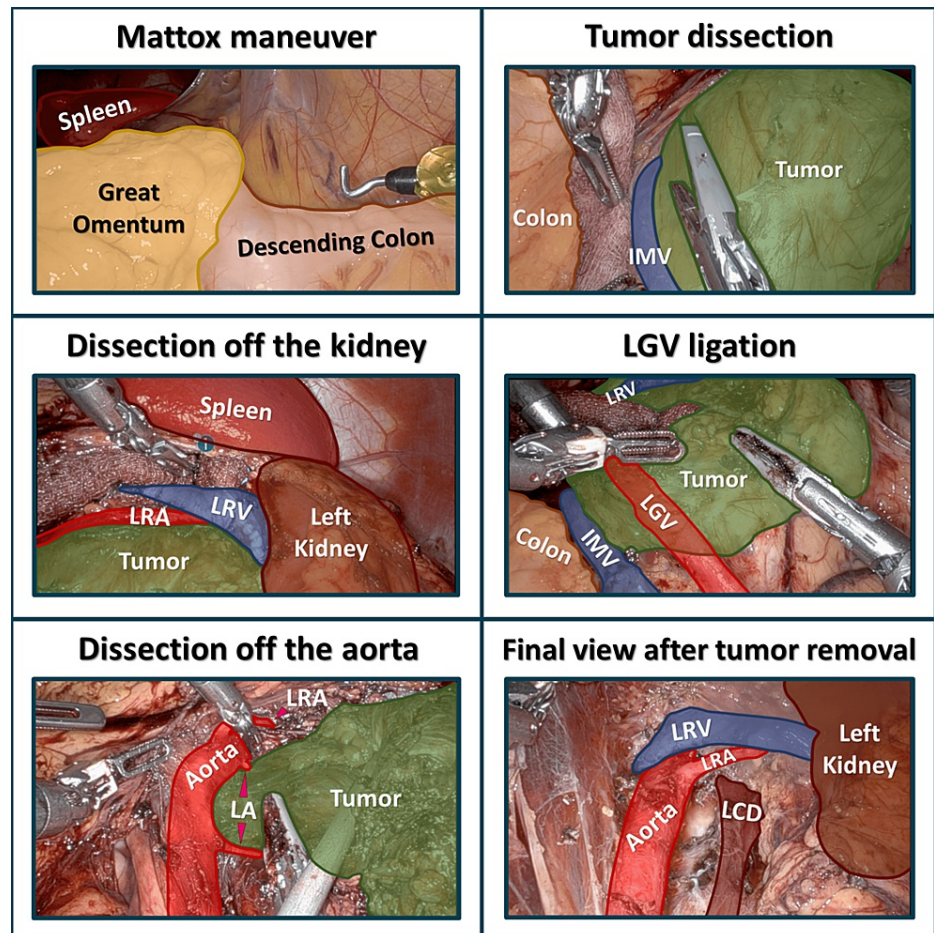 Mattox maneuver
Spleen
Great
Omentum
Descending Colon
Tumor dissection
Colon
IMV
Tumor
Dissection off the kidney
Spleen
LRA
LRV
Left
Kidney
Tumor
LGV ligation
LRV
Tumor
LGV
Colon
IMV
Dissection off the aorta
LRA
Aorta
LA
Tumor
Final view after tumor removal
LRV
LRA
Left
Kidney
Aorta
LCD